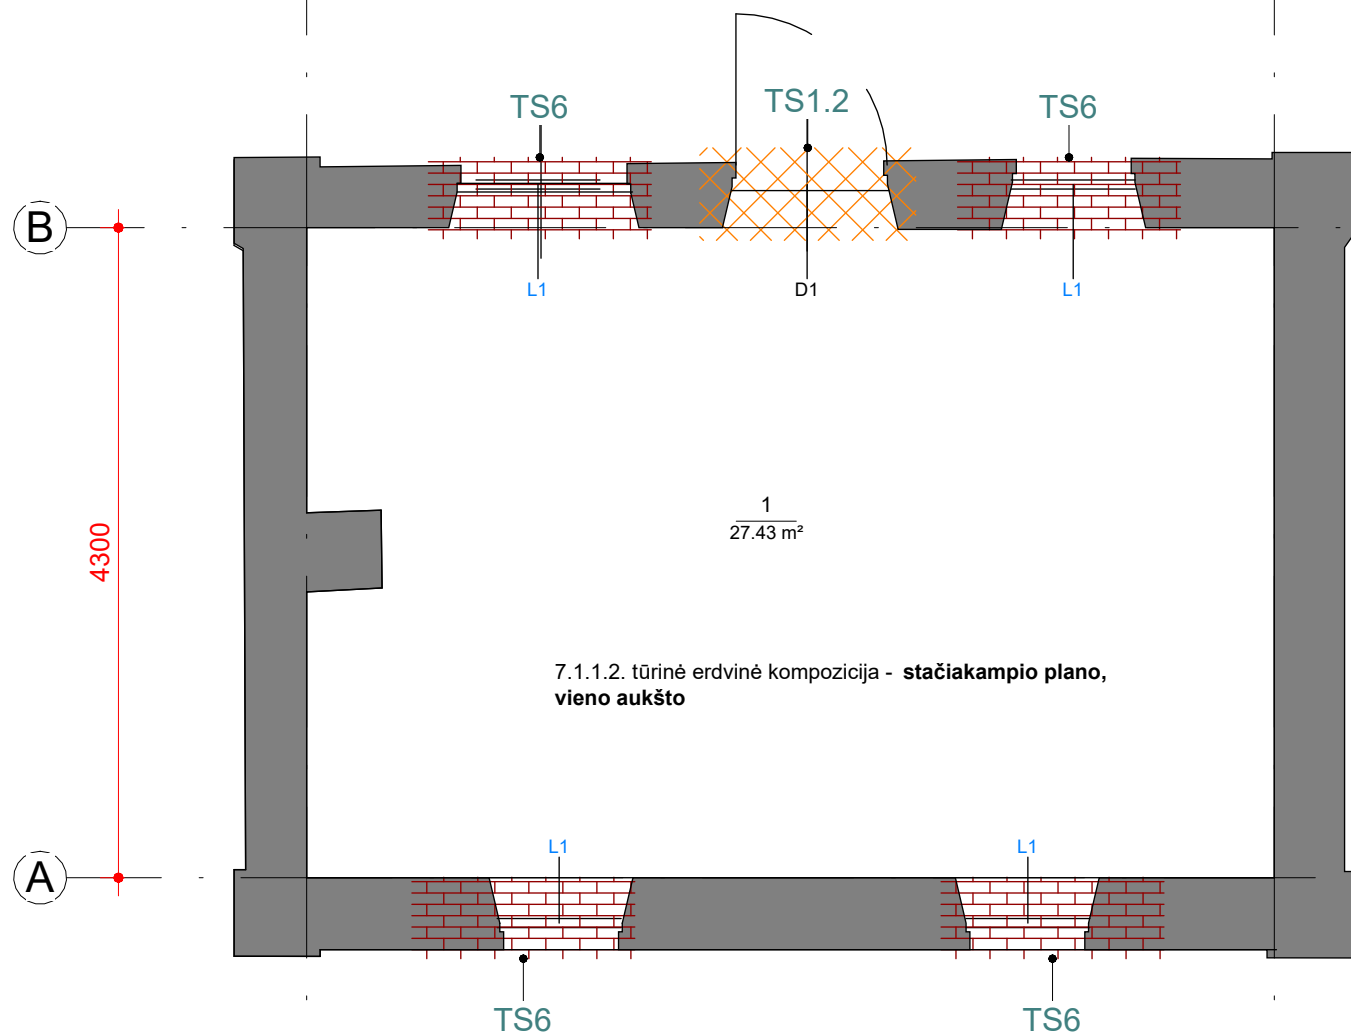 TS6
TS1.2
TS6
B
L1
D1
L1
1
27.43 m²
4300
7.1.1.2. tūrinė erdvinė kompozicija - stačiakampio plano,
vieno aukšto
L1
L1
A
TS6
TS6